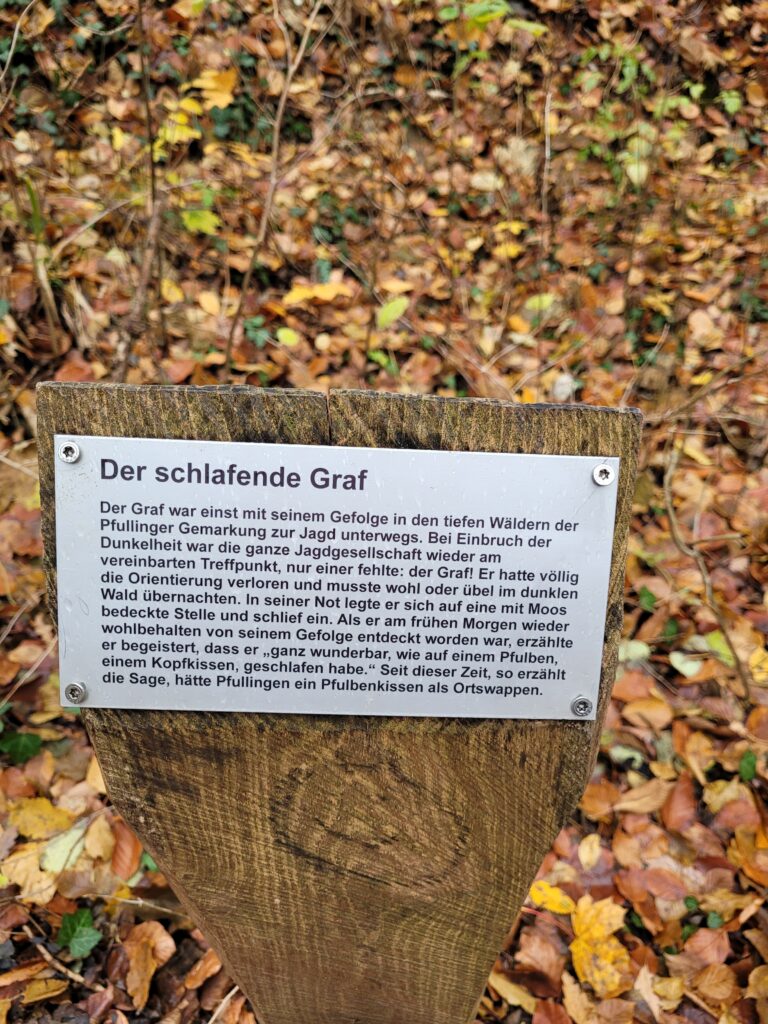 Der schlafende Graf
Der Graf war einst mit seinem Gefolge in den tiefen Wäldern der
Pfullinger Gemarkung zur Jagd unterwegs. Bei Einbruch der
Dunkelheit war die ganze Jagdgesellschaft wieder am
vereinbarten Treffpunkt, nur einer fehlte: der Graf! Er hatte völlig
die Orientierung verloren und musste wohl oder übel im dunklen
Wald übernachten. In seiner Not legte er sich auf eine mit Moos
bedeckte Stelle und schlief ein. Als er am frühen Morgen wieder
wohlbehalten von seinem Gefolge entdeckt worden war, erzählte
er begeistert, dass er „ganz wunderbar, wie auf einem Pfulben,
einem Kopfkissen, geschlafen habe.“ Seit dieser Zeit, so erzählt
die Sage, hätte Pfullingen ein Pfulbenkissen als Ortswappen.